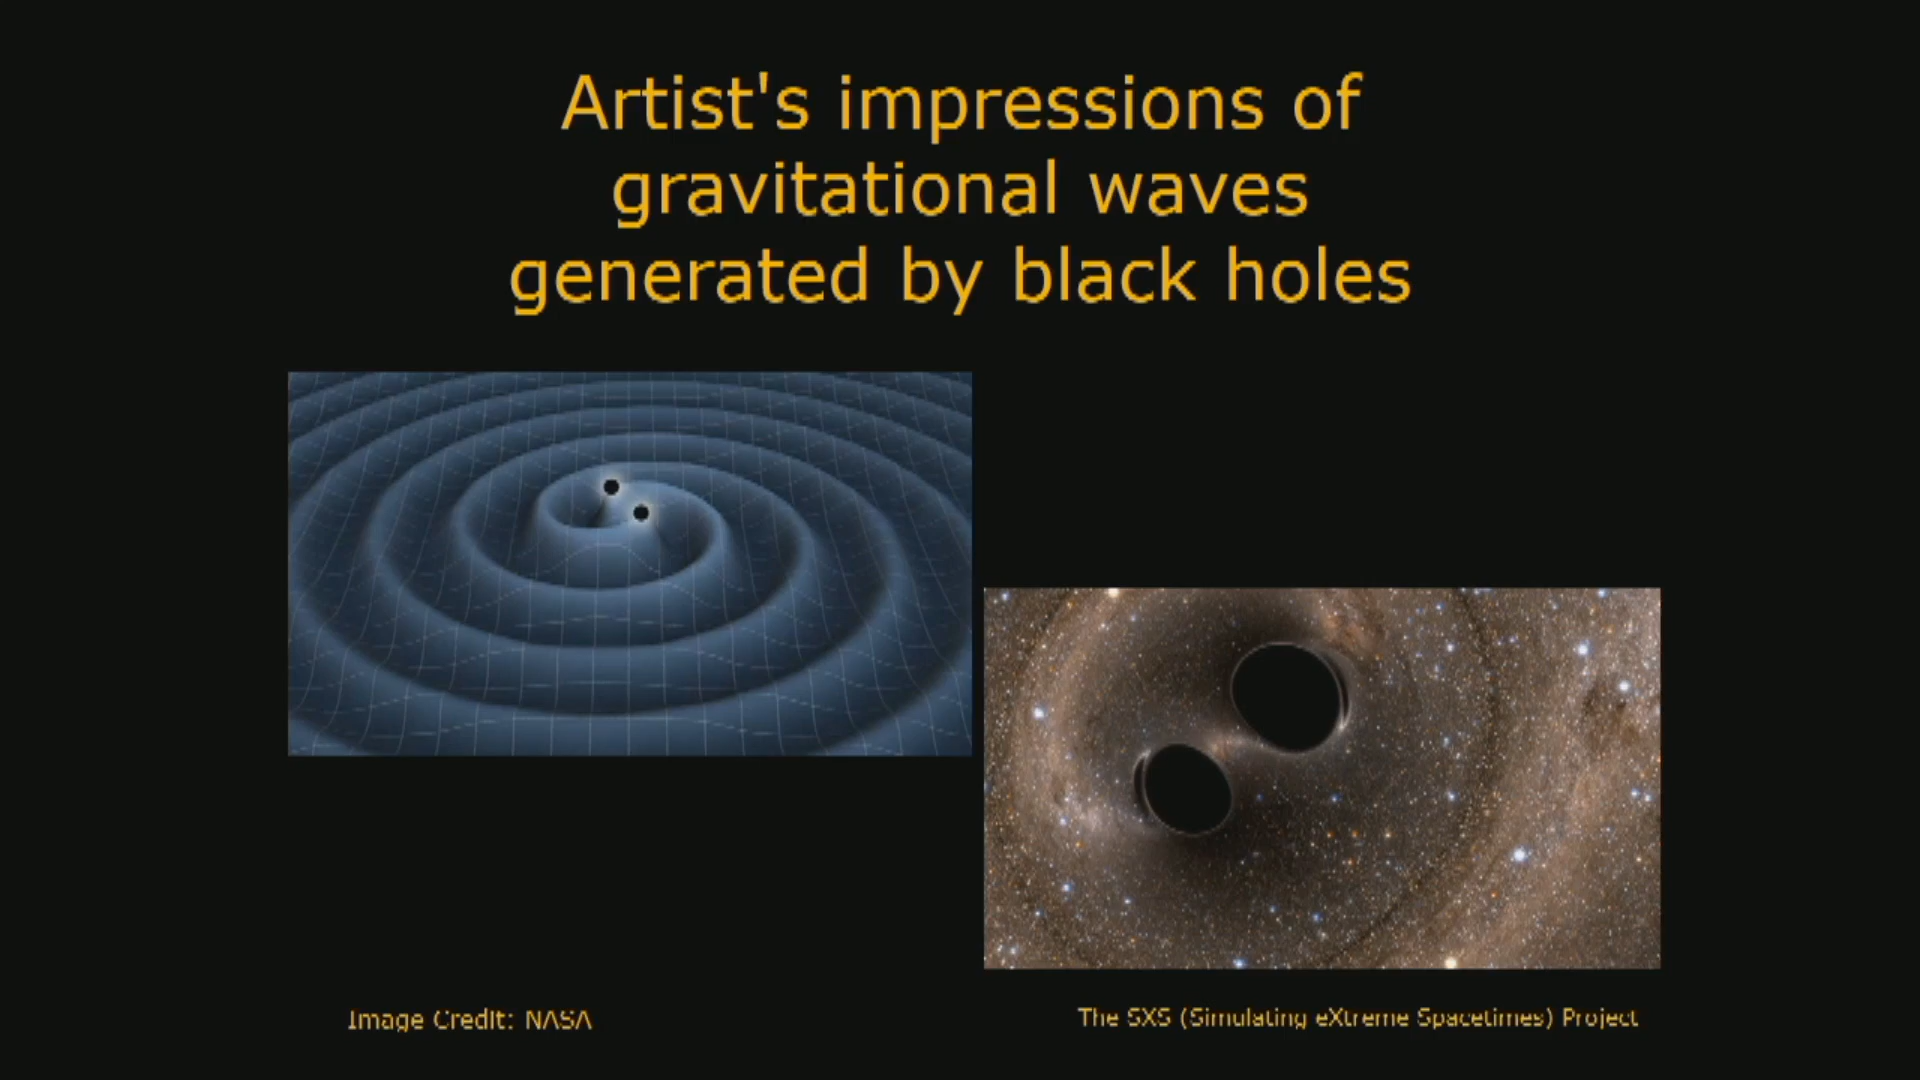 Artist's impressions of
gravitational waves
generated by black holes
Image Credit: NASA
The SXS (Simulating eXtreme Spacetimes) Project